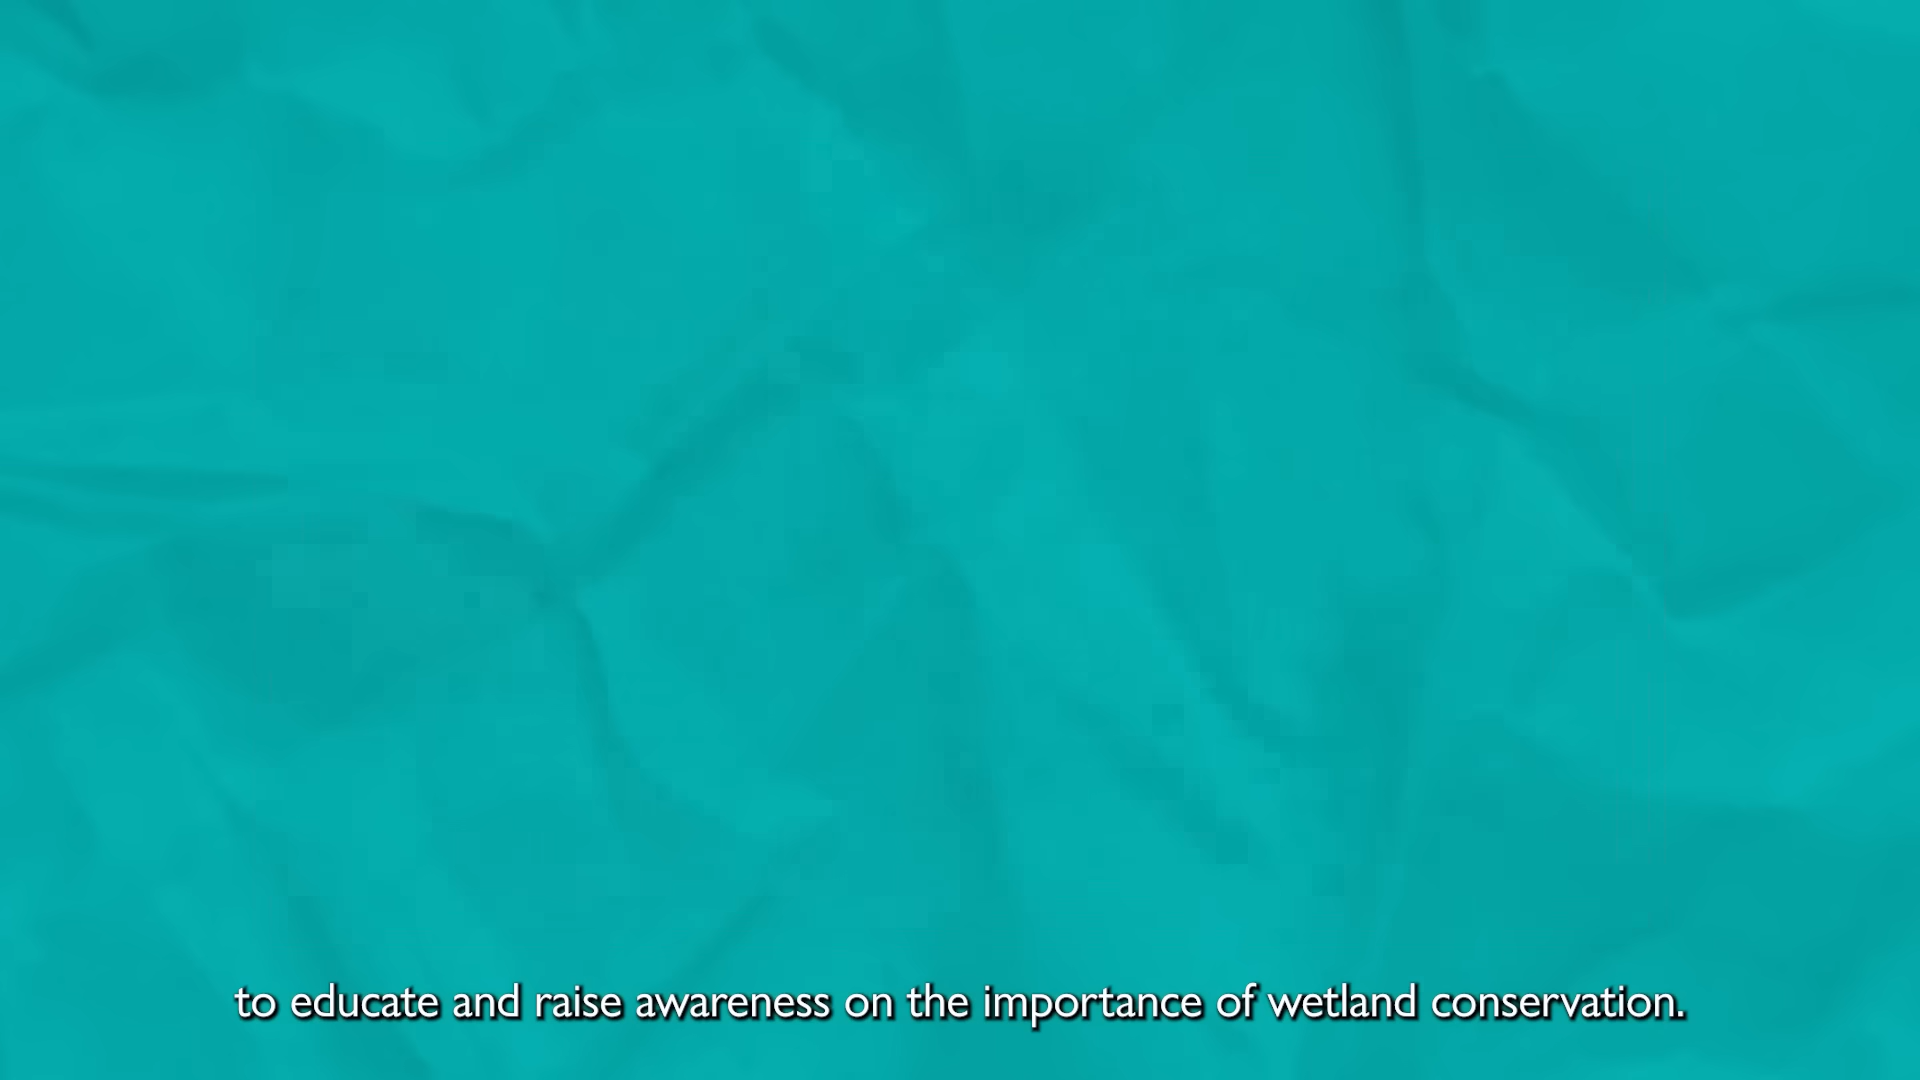 to educate and raise awareness on the importance of wetland conservation.